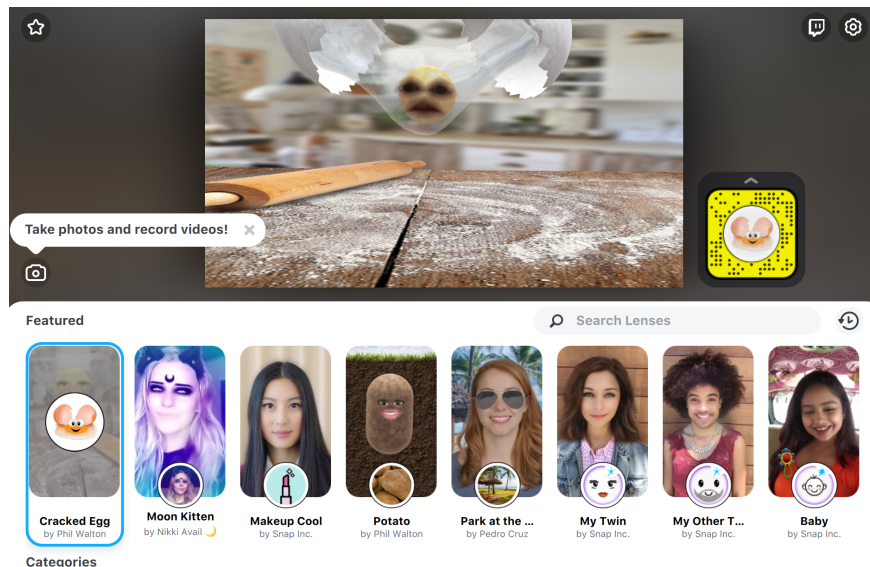 Take photos and record videos!
Featured
Search Lenses
Cracked Egg
by Phil Walton
Moon Kitten
by Nikki Avail 🌙
Makeup Cool
by Snap Inc.
Potato
by Phil Walton
Park at the ...
by Pedro Cruz
My Twin
by Snap Inc.
My Other T...
by Snap Inc.
Baby
by Snap Inc.
Categories